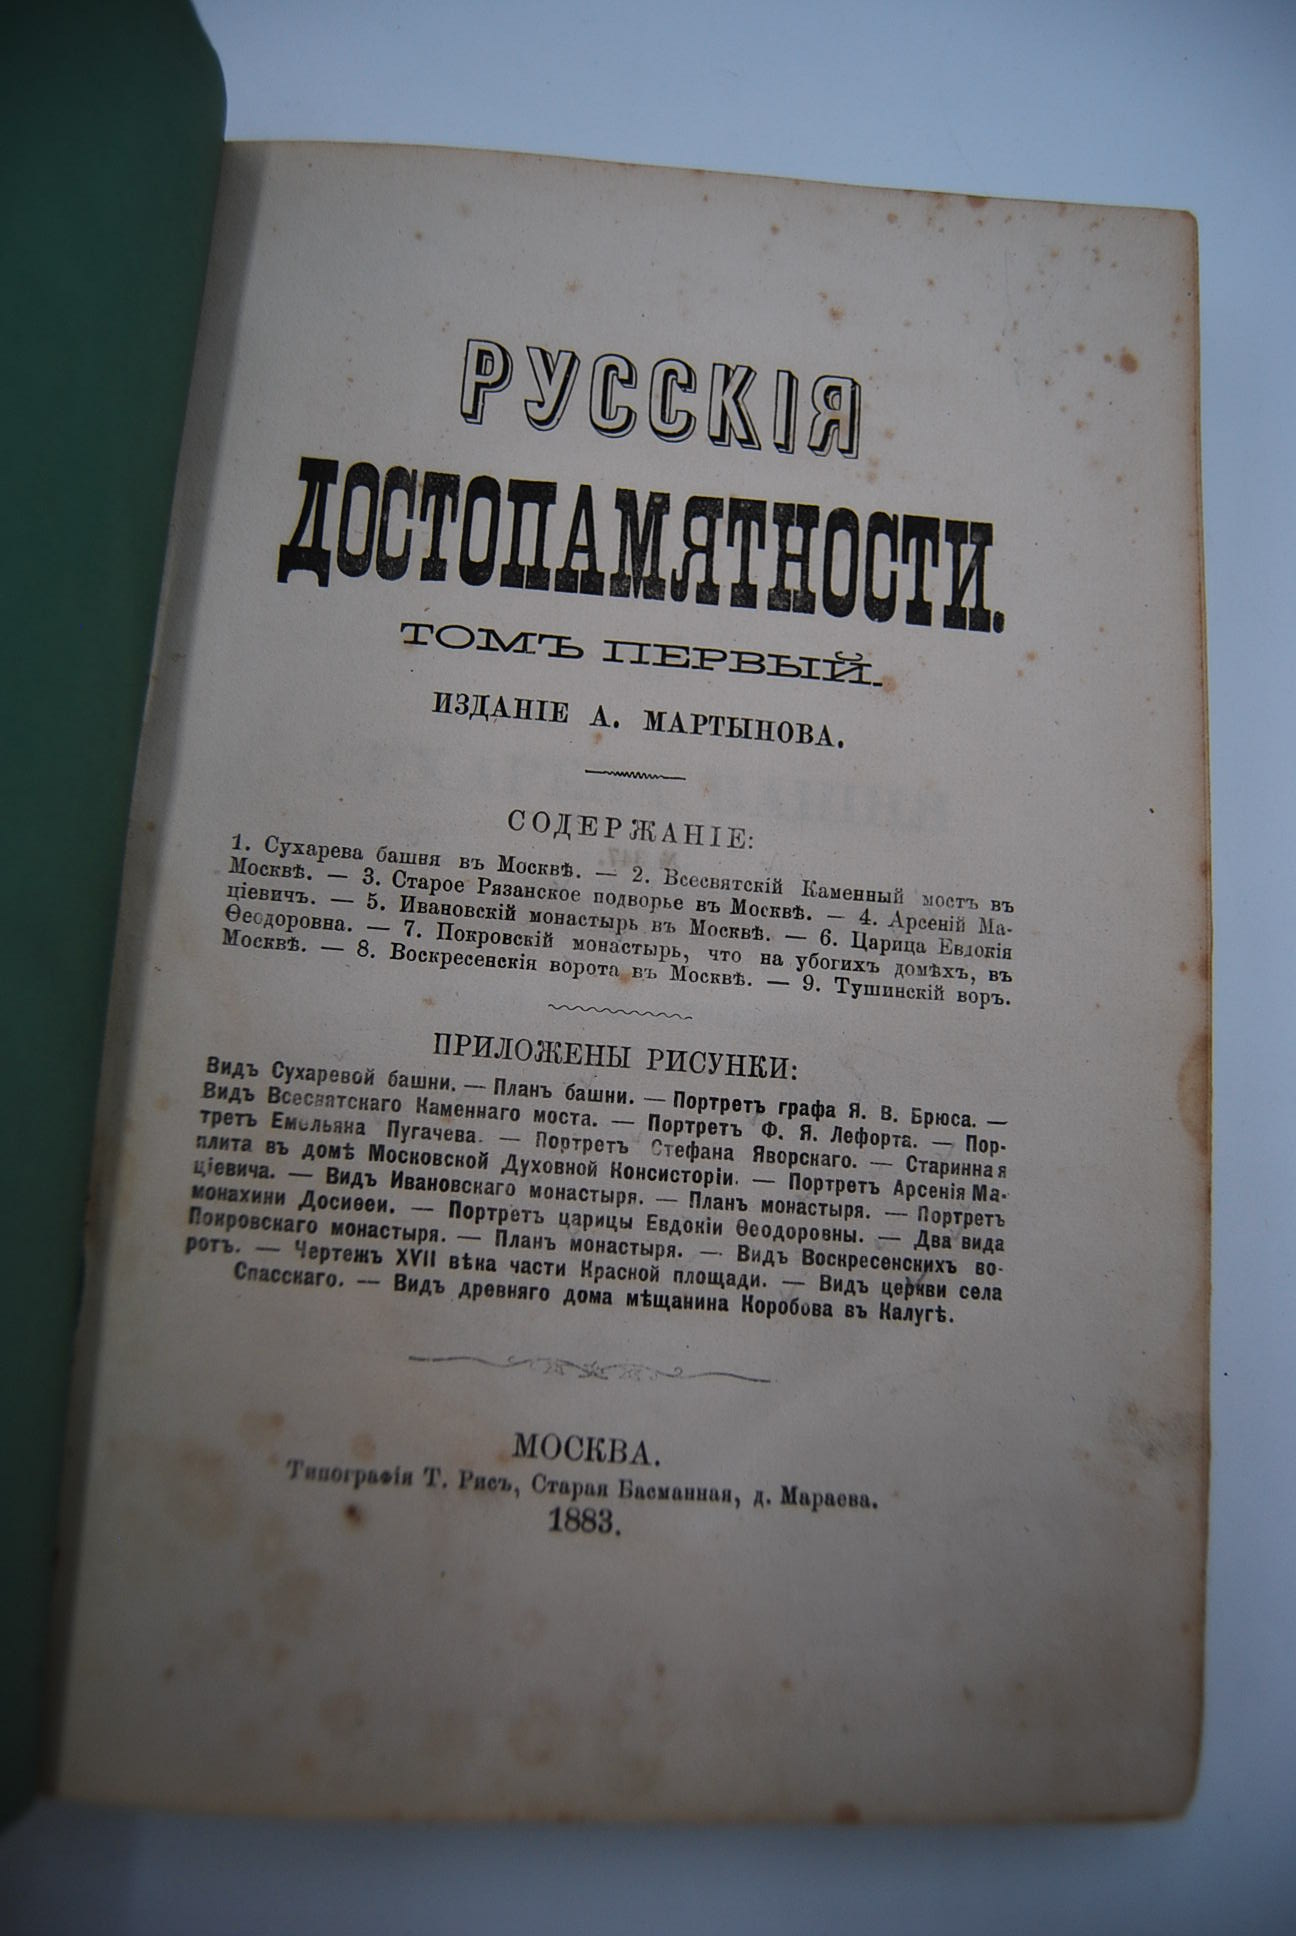 РУССКІЯ
ДОСТОПАМЯТНОСТИ.
ТОМЪ ПЕРВЫЙ.
ИЗДАНІЕ А. МАРТЫНОВА.
СОДЕРЖАНІЕ:
1. Сухарева башня въ Москвѣ. — 2. Всесвятскій Каменный мостъ въ
Москвѣ. — 3. Старое Рязанское подворье въ Москвѣ. — 4. Арсеній Ма-
ціевичъ. — 5. Ивановскій монастырь въ Москвѣ. — 6. Царица Евдокія
Ѳеодоровна. — 7. Покровскій монастырь, что на убогихъ домѣхъ, въ
Москвѣ. — 8. Воскресенскія ворота въ Москвѣ. — 9. Тушинскій воръ.
ПРИЛОЖЕНЫ РИСУНКИ:
Видъ Сухаревой башни. — Планъ башни. — Портретъ графа Я. В. Брюса. —
Видъ Всесвятскаго Каменнаго моста. — Портретъ Ф. Я. Лефорта. — Пор-
третъ Емельяна Пугачева. — Портретъ Стефана Яворскаго. — Старинная
плита въ домѣ Московской Духовной Консисторіи. — Портретъ Арсенія Ма-
ціевича. — Видъ Ивановскаго монастыря. — Планъ монастыря. — Портретъ
монахини Досиѳеи. — Портретъ царицы Евдокіи Ѳеодоровны. — Два вида
Покровскаго монастыря. — Планъ монастыря. — Видъ Воскресенскихъ во-
ротъ. — Чертежъ XVII вѣка части Красной площади. — Видъ церкви села
Спасскаго. — Видъ древняго дома мѣщанина Коробова въ Калугѣ.
МОСКВА.
Типографія Т. Рисъ, Старая Басманная, д. Мараева.
1883.